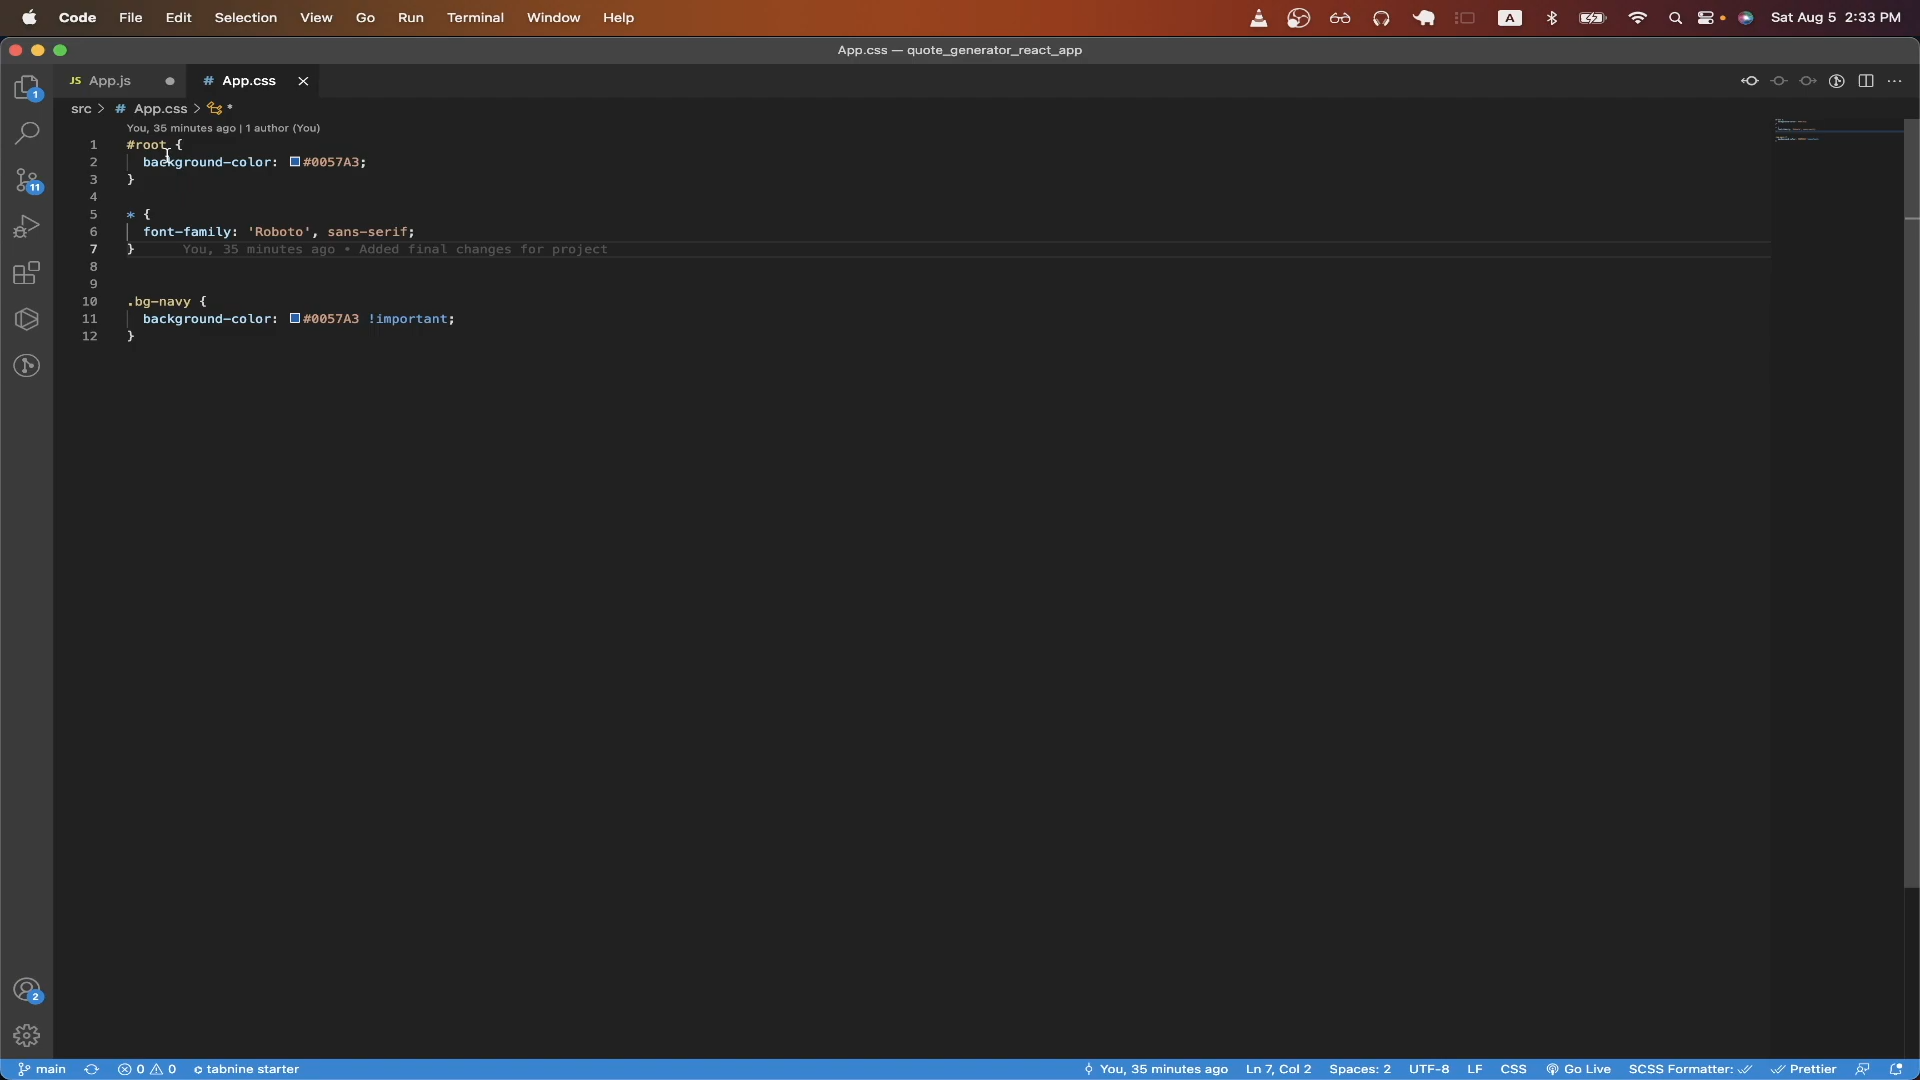 Code File Edit Selection View Go Run Terminal Window Help A Sat Aug 5 2:33 PM
App.css — quote_generator_react_app
JS App.js # App.css
src > # App.css > *
1
You, 35 minutes ago | 1 author (You)
1 #root {
2 background-color: #0057A3;
3 }
11
4
5 * {
6 font-family: 'Roboto', sans-serif;
7 } You, 35 minutes ago • Added final changes for project
8
9
10 .bg-navy {
11 background-color: #0057A3 !important;
12 }
2
main 0 0 tabnine starter You, 35 minutes ago Ln 7, Col 2 Spaces: 2 UTF-8 LF CSS Go Live SCSS Formatter: Prettier